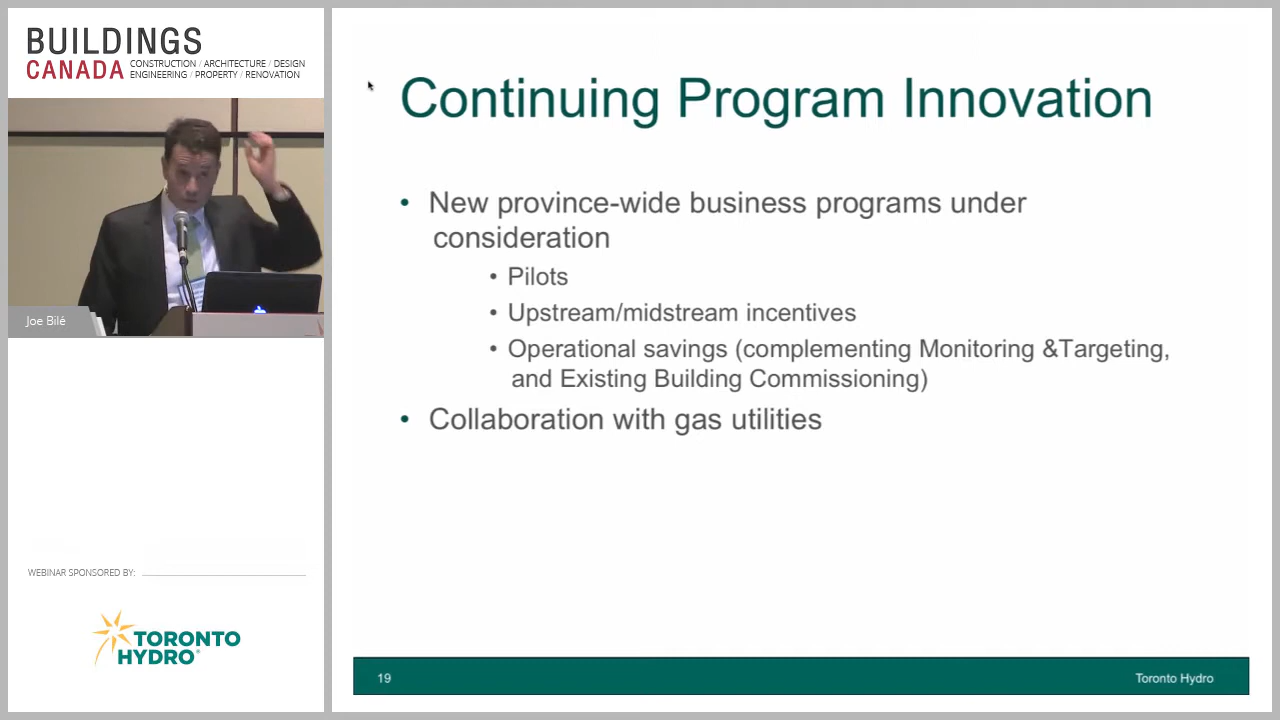 BUILDINGS
CANADA
CONSTRUCTION / ARCHITECTURE / DESIGN
ENGINEERING / PROPERTY / RENOVATION
Joe Bilé
WEBINAR SPONSORED BY:
TORONTO
HYDRO®
Continuing Program Innovation
• New province-wide business programs under
consideration
• Pilots
• Upstream/midstream incentives
• Operational savings (complementing Monitoring &Targeting,
and Existing Building Commissioning)
• Collaboration with gas utilities
19
Toronto Hydro